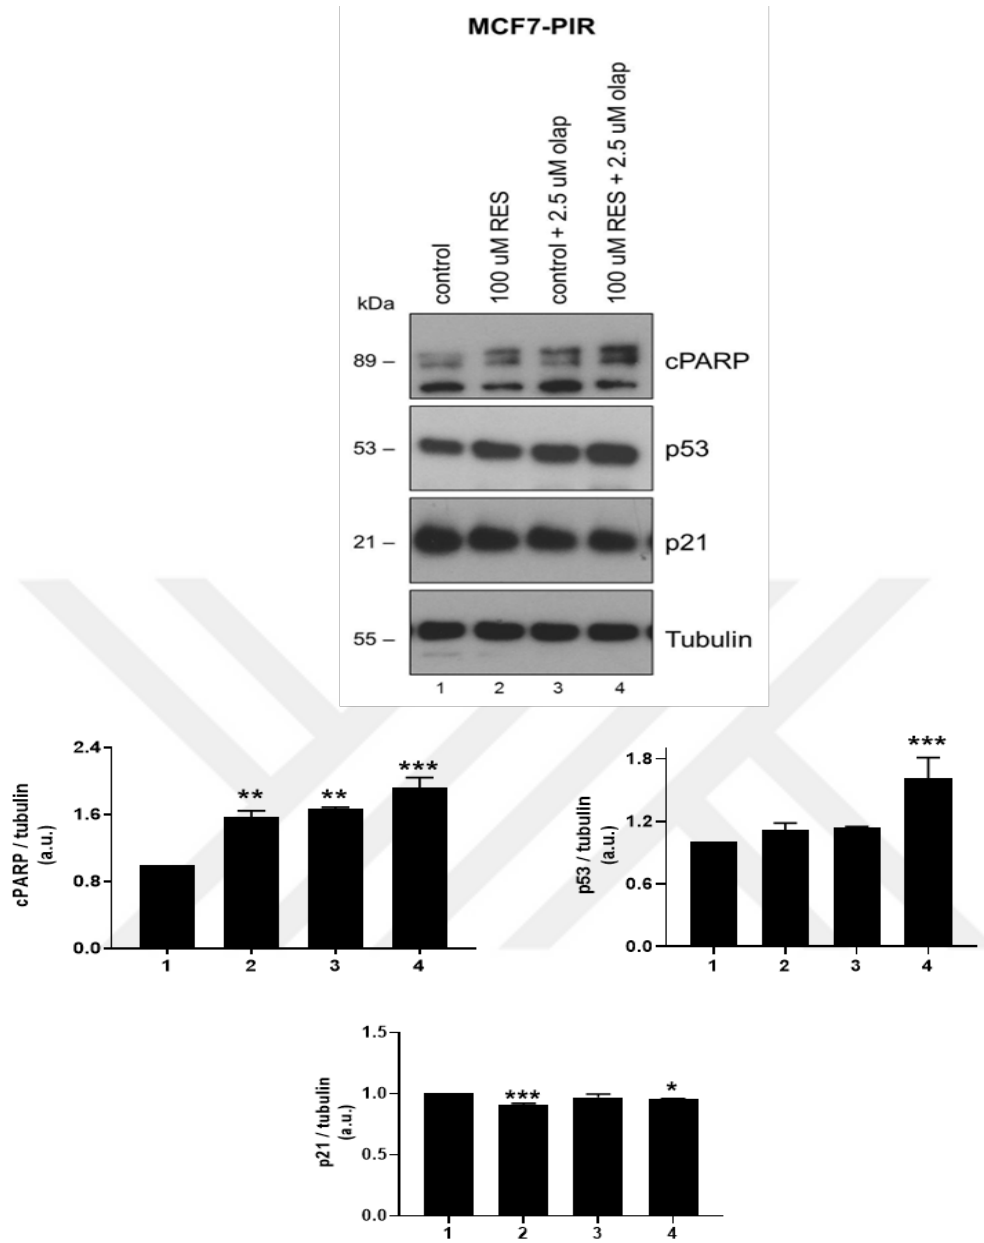 MCF7-PIR
control
100 uM RES
control + 2.5 uM olap
100 uM RES + 2.5 uM olap
kDa
89 –
cPARP
53 –
p53
21 –
p21
55 –
Tubulin
1 2 3 4
cPARP / tubulin
(a.u.)
2.4
1.6
0.8
0.0
** ** ***
1 2 3 4
p53 / tubulin
(a.u.)
1.8
1.2
0.6
0.0
***
1 2 3 4
p21 / tubulin
(a.u.)
1.5
1.0
0.5
0.0
*** *
1 2 3 4